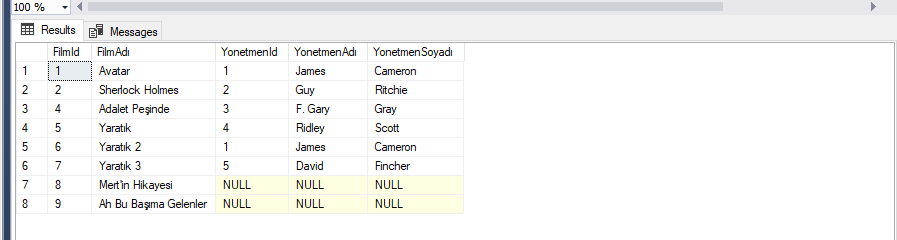 100 %
Results Messages
FilmId FilmAdı YonetmenId YonetmenAdı YonetmenSoyadı
1 1 Avatar 1 James Cameron
2 2 Sherlock Holmes 2 Guy Ritchie
3 4 Adalet Peşinde 3 F. Gary Gray
4 5 Yaratık 4 Ridley Scott
5 6 Yaratık 2 1 James Cameron
6 7 Yaratık 3 5 David Fincher
7 8 Mert'in Hikayesi NULL NULL NULL
8 9 Ah Bu Başıma Gelenler NULL NULL NULL